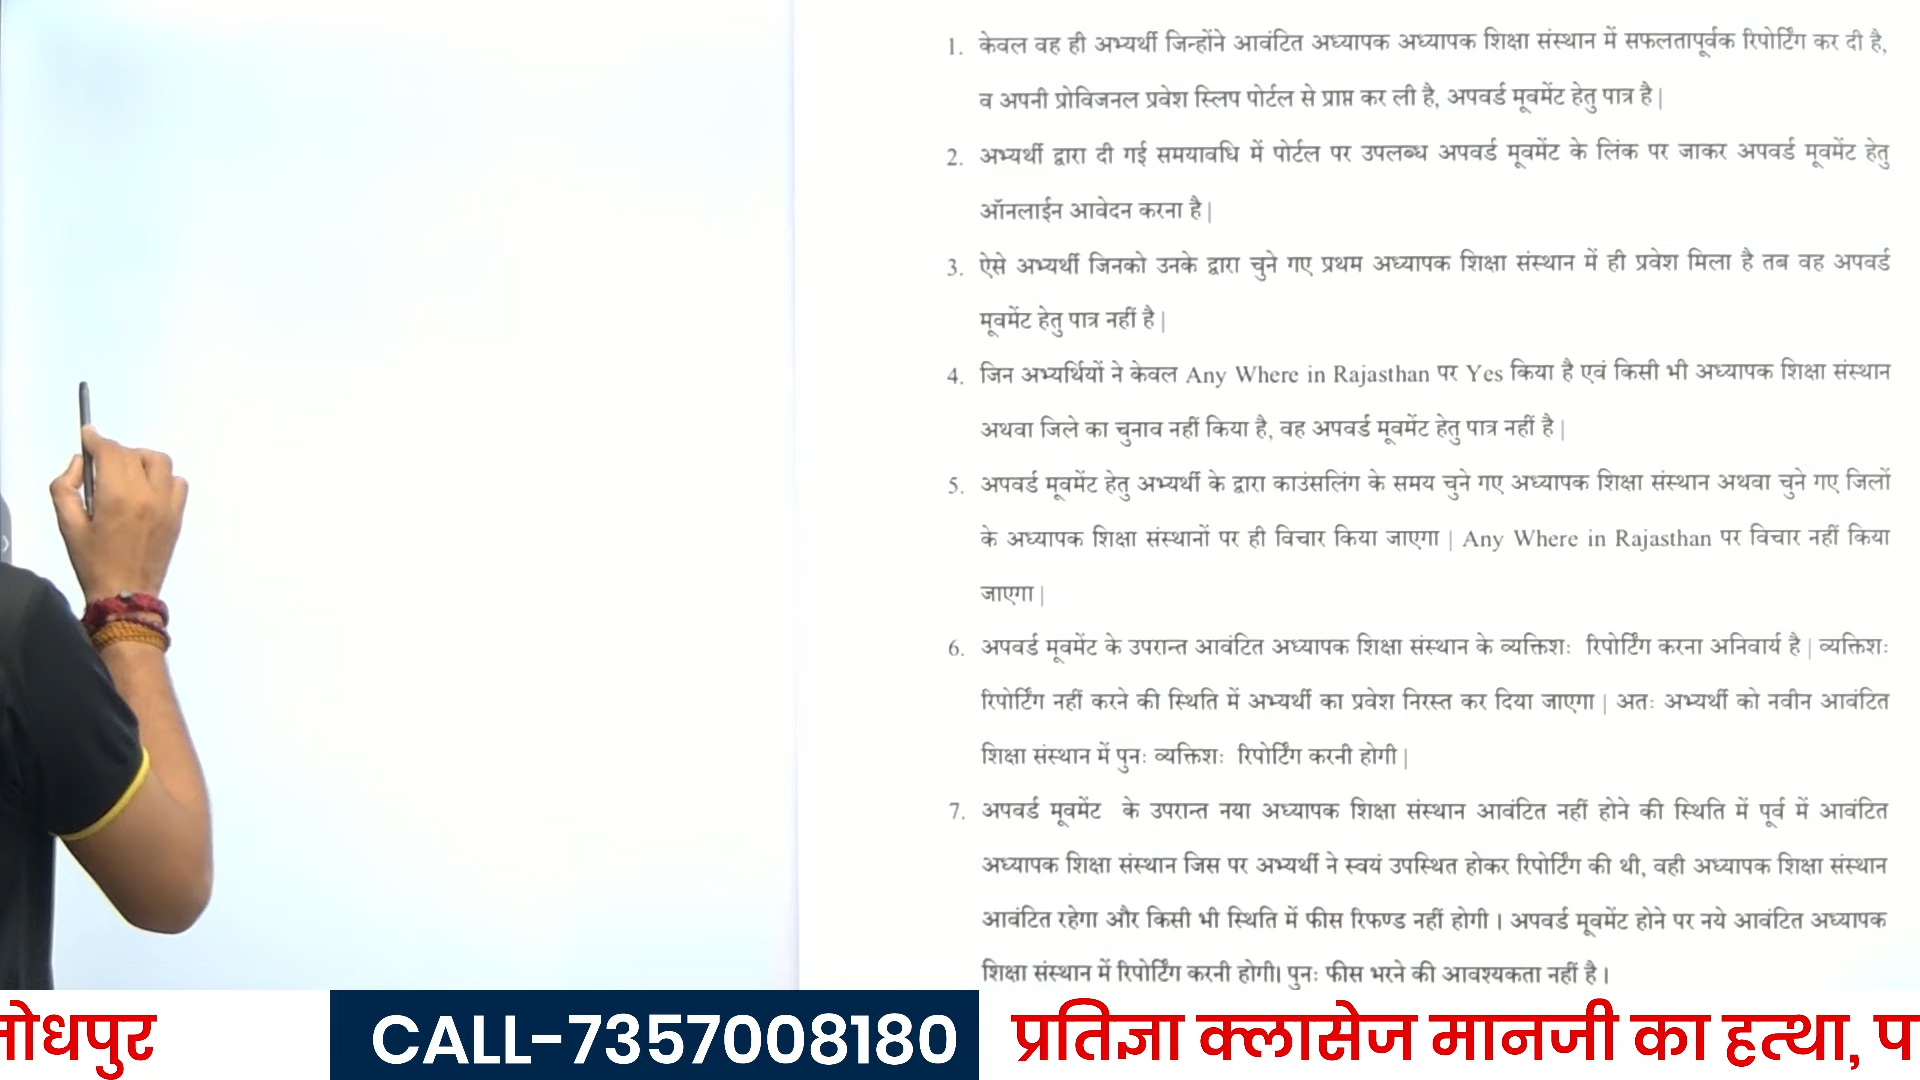 1. केवल वह ही अभ्यर्थी जिन्होंने आवंटित अध्यापक अध्यापक शिक्षा संस्थान में सफलतापूर्वक रिपोर्टिंग कर दी है,
व अपनी प्रोविजनल प्रवेश स्लिप पोर्टल से प्राप्त कर ली है, अपवर्ड मूवमेंट हेतु पात्र है |
2. अभ्यर्थी द्वारा दी गई समयावधि में पोर्टल पर उपलब्ध अपवर्ड मूवमेंट के लिंक पर जाकर अपवर्ड मूवमेंट हेतु
ऑनलाईन आवेदन करना है |
3. ऐसे अभ्यर्थी जिनको उनके द्वारा चुने गए प्रथम अध्यापक शिक्षा संस्थान में ही प्रवेश मिला है तब वह अपवर्ड
मूवमेंट हेतु पात्र नहीं है |
4. जिन अभ्यर्थियों ने केवल Any Where in Rajasthan पर Yes किया है एवं किसी भी अध्यापक शिक्षा संस्थान
अथवा जिले का चुनाव नहीं किया है, वह अपवर्ड मूवमेंट हेतु पात्र नहीं है |
5. अपवर्ड मूवमेंट हेतु अभ्यर्थी के द्वारा काउंसलिंग के समय चुने गए अध्यापक शिक्षा संस्थान अथवा चुने गए जिलों
के अध्यापक शिक्षा संस्थानों पर ही विचार किया जाएगा | Any Where in Rajasthan पर विचार नहीं किया
जाएगा |
6. अपवर्ड मूवमेंट के उपरान्त आवंटित अध्यापक शिक्षा संस्थान के व्यक्तिशः रिपोर्टिंग करना अनिवार्य है | व्यक्तिशः
रिपोर्टिंग नहीं करने की स्थिति में अभ्यर्थी का प्रवेश निरस्त कर दिया जाएगा | अतः अभ्यर्थी को नवीन आवंटित
शिक्षा संस्थान में पुनः व्यक्तिशः रिपोर्टिंग करनी होगी |
7. अपवर्ड मूवमेंट के उपरान्त नया अध्यापक शिक्षा संस्थान आवंटित नहीं होने की स्थिति में पूर्व में आवंटित
अध्यापक शिक्षा संस्थान जिस पर अभ्यर्थी ने स्वयं उपस्थित होकर रिपोर्टिंग की थी, वही अध्यापक शिक्षा संस्थान
आवंटित रहेगा और किसी भी स्थिति में फीस रिफण्ड नहीं होगी । अपवर्ड मूवमेंट होने पर नये आवंटित अध्यापक
शिक्षा संस्थान में रिपोर्टिंग करनी होगी। पुनः फीस भरने की आवश्यकता नहीं है ।
जोधपुर CALL-7357008180 प्रतिज्ञा क्लासेज मानजी का हत्था, प